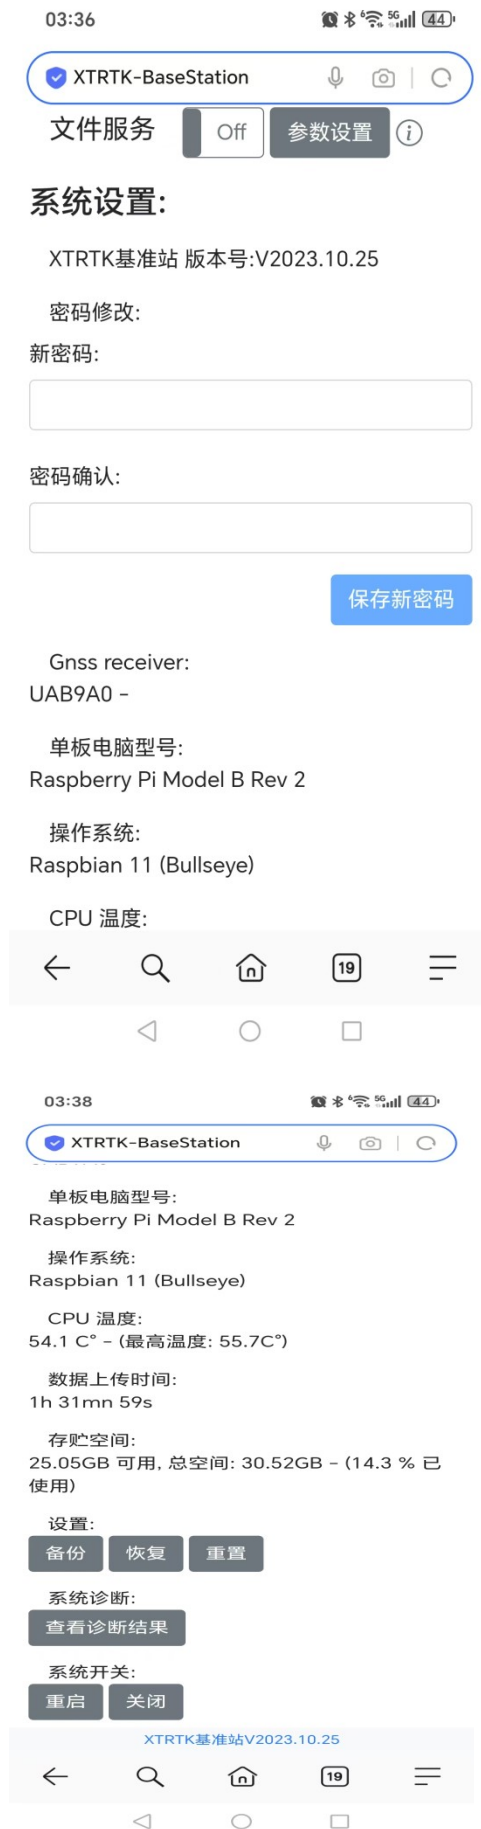 03:36
5G 44
XTRTK-BaseStation
文件服务 Off 参数设置 i
系统设置:
XTRTK基准站 版本号:V2023.10.25
密码修改:
新密码:
密码确认:
保存新密码
Gnss receiver:
UAB9A0 -
单板电脑型号:
Raspberry Pi Model B Rev 2
操作系统:
Raspbian 11 (Bullseye)
CPU 温度:
19
03:38
5G 44
XTRTK-BaseStation
单板电脑型号:
Raspberry Pi Model B Rev 2
操作系统:
Raspbian 11 (Bullseye)
CPU 温度:
54.1 C° - (最高温度: 55.7C°)
数据上传时间:
1h 31mn 59s
存贮空间:
25.05GB 可用, 总空间: 30.52GB - (14.3 % 已
使用)
设置:
备份 恢复 重置
系统诊断:
查看诊断结果
系统开关:
重启 关闭
XTRTK基准站V2023.10.25
19